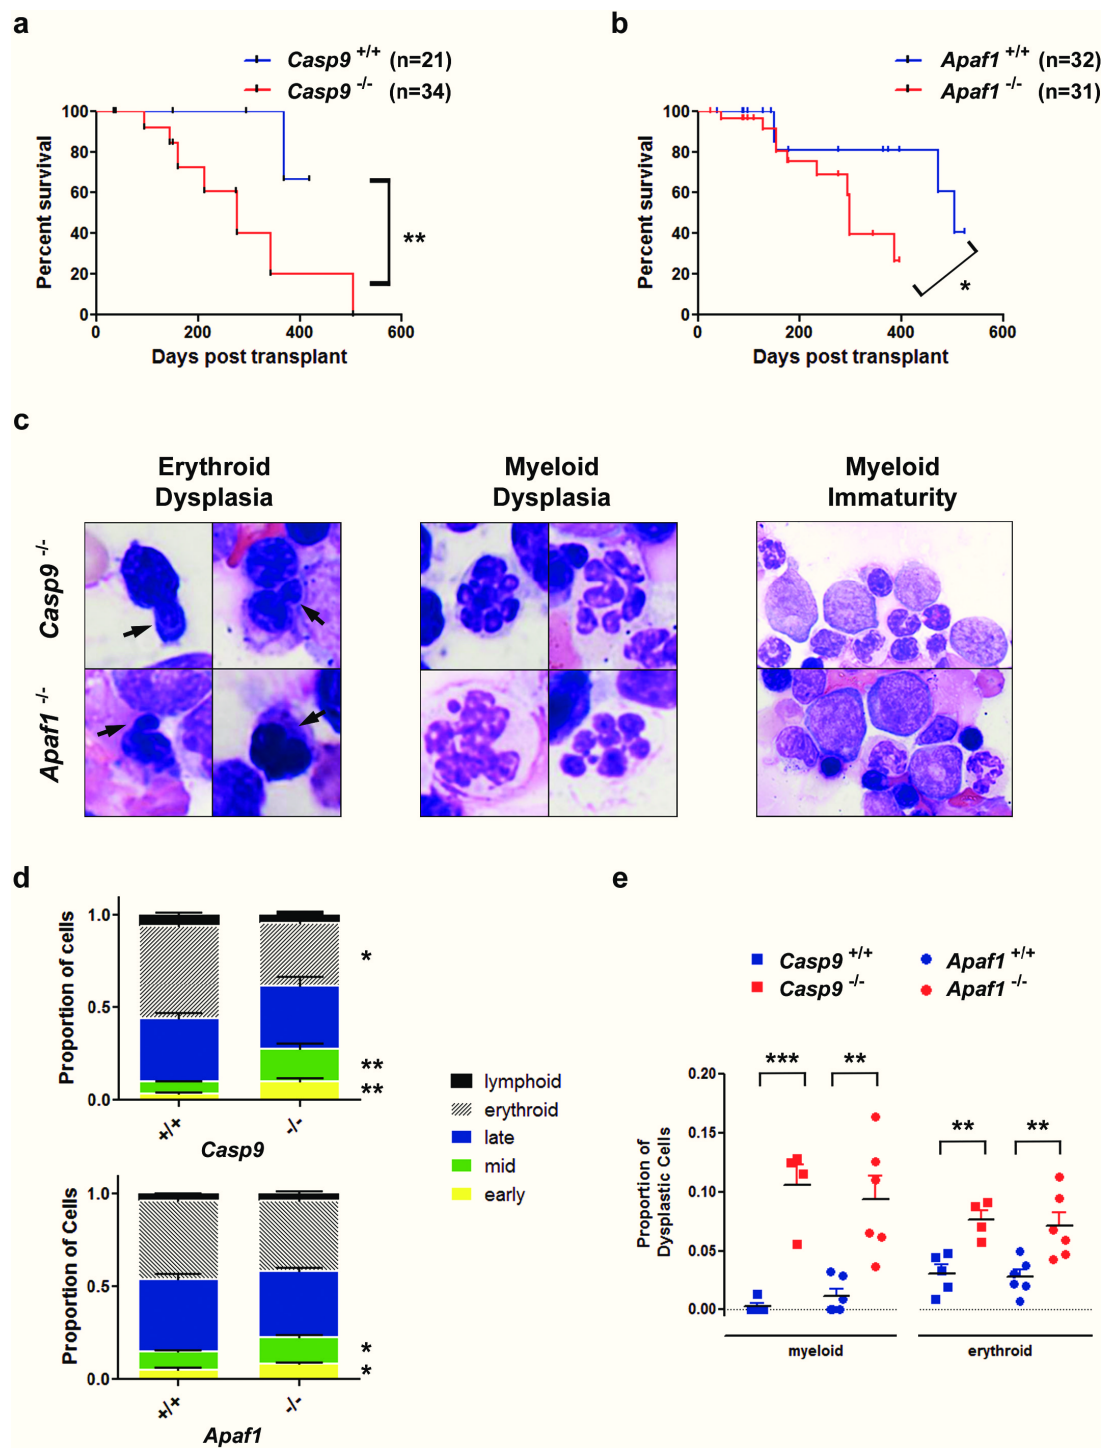 a
Casp9 +/+ (n=21)
Casp9 -/- (n=34)
100
80
60
40
20
0
Percent survival
**
0 200 400 600
Days post transplant
b
Apaf1 +/+ (n=32)
Apaf1 -/- (n=31)
100
80
60
40
20
0
Percent survival
*
0 200 400 600
Days post transplant
c
Erythroid
Dysplasia
Myeloid
Dysplasia
Myeloid
Immaturity
Casp9 -/-
Apaf1 -/-
d
1.0
0.5
0.0
Proportion of cells
*
**
**
+/+ -/-
Casp9
1.0
0.5
0.0
Proportion of Cells
*
*
+/+ -/-
Apaf1
lymphoid
erythroid
late
mid
early
e
Casp9 +/+
Casp9 -/-
Apaf1 +/+
Apaf1 -/-
0.20
0.15
0.10
0.05
0.00
Proportion of
Dysplastic Cells
*** **
** **
myeloid erythroid